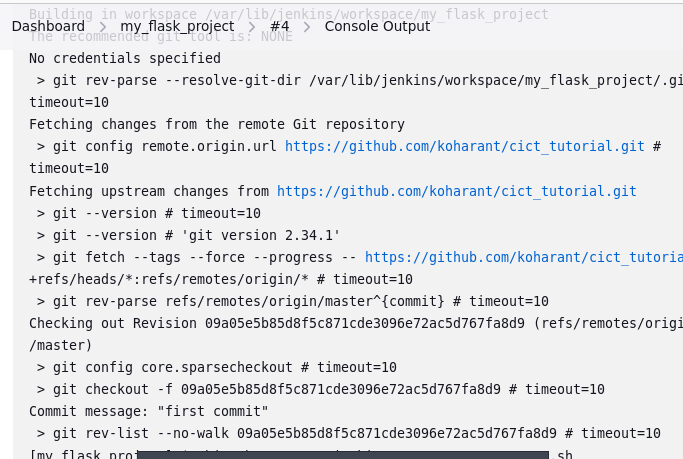 Building in workspace /var/lib/jenkins/workspace/my_flask_project
Dashboard > my_flask_project > #4 > Console Output
The recommended git tool is: NONE
No credentials specified
 > git rev-parse --resolve-git-dir /var/lib/jenkins/workspace/my_flask_project/.gi
timeout=10
Fetching changes from the remote Git repository
 > git config remote.origin.url https://github.com/koharant/cict_tutorial.git #
timeout=10
Fetching upstream changes from https://github.com/koharant/cict_tutorial.git
 > git --version # timeout=10
 > git --version # 'git version 2.34.1'
 > git fetch --tags --force --progress -- https://github.com/koharant/cict_tutoria
+refs/heads/*:refs/remotes/origin/* # timeout=10
 > git rev-parse refs/remotes/origin/master^{commit} # timeout=10
Checking out Revision 09a05e5b85d8f5c871cde3096e72ac5d767fa8d9 (refs/remotes/origi
/master)
 > git config core.sparsecheckout # timeout=10
 > git checkout -f 09a05e5b85d8f5c871cde3096e72ac5d767fa8d9 # timeout=10
Commit message: "first commit"
 > git rev-list --no-walk 09a05e5b85d8f5c871cde3096e72ac5d767fa8d9 # timeout=10
[my_flask_proj .sh